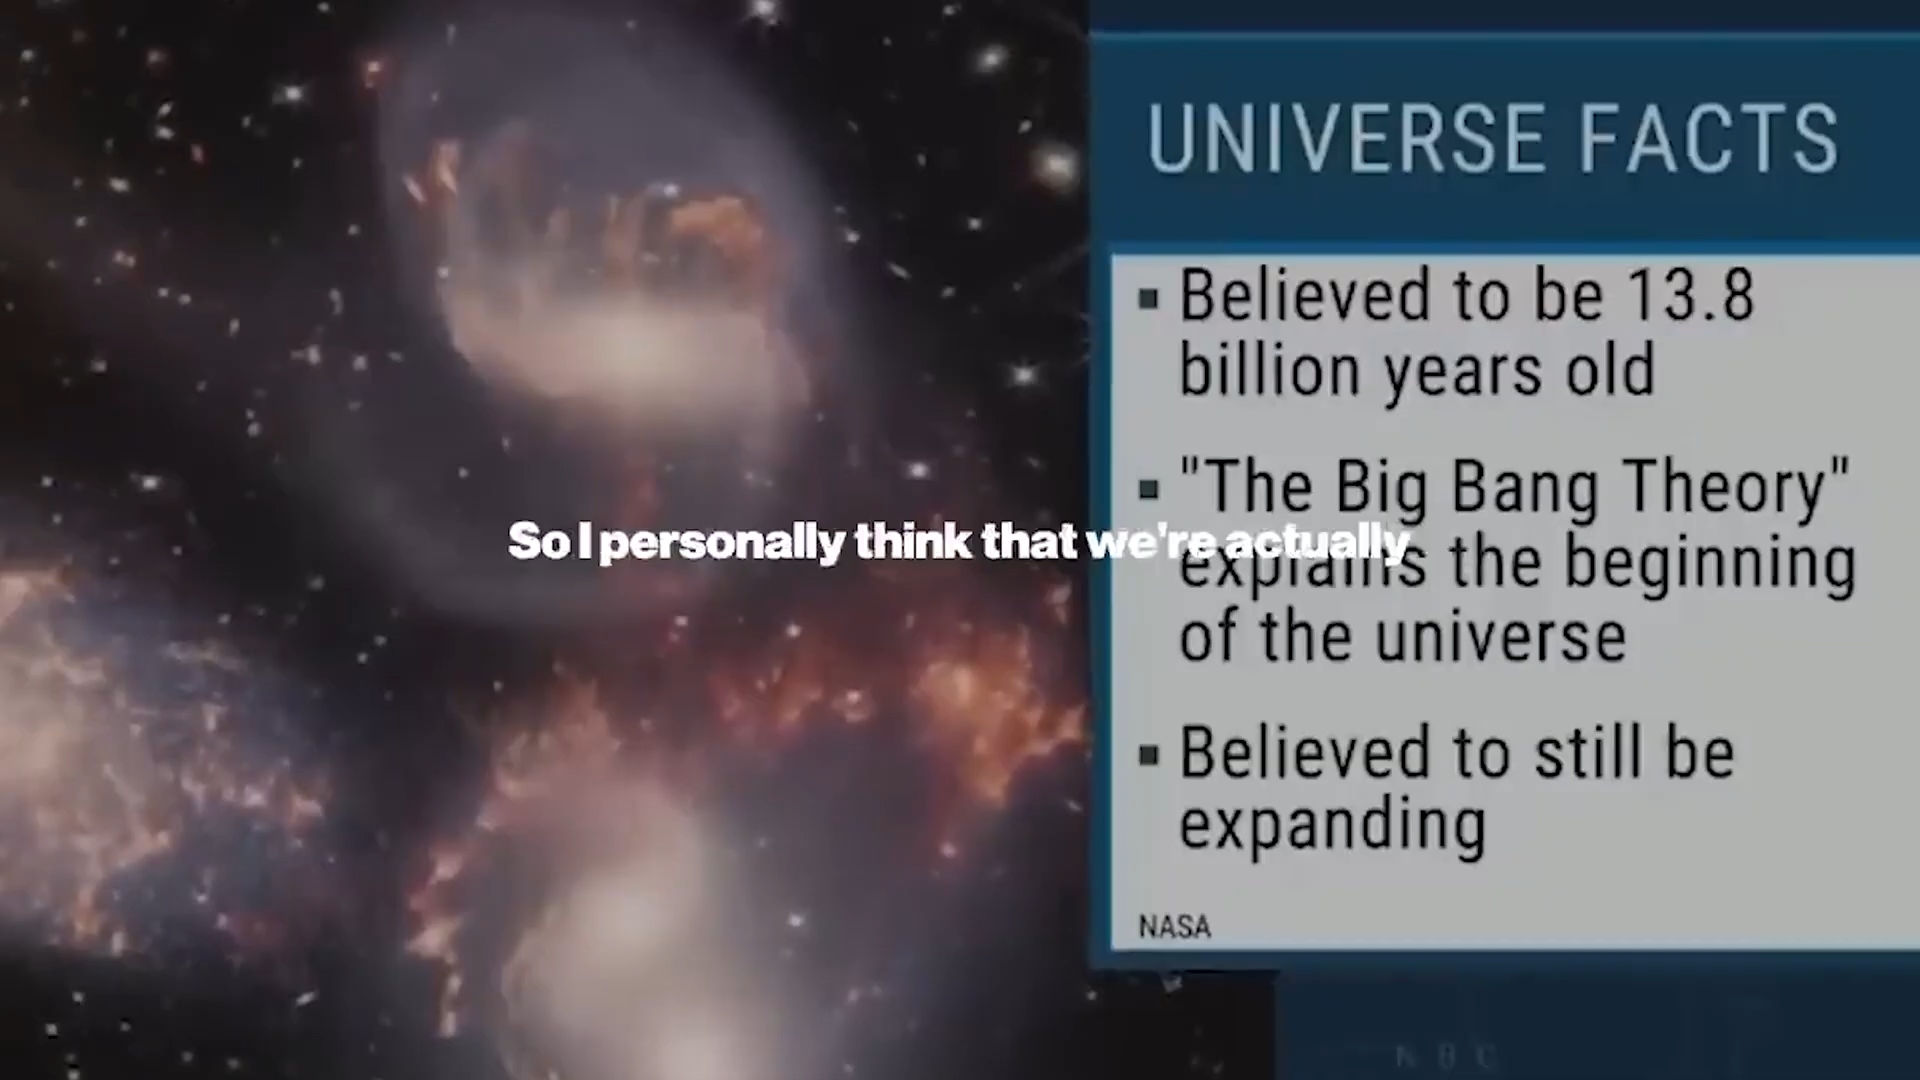 UNIVERSE FACTS
▪ Believed to be 13.8
billion years old
▪ "The Big Bang Theory"
So I personally think that we're actually
explains the beginning
of the universe
▪ Believed to still be
expanding
NASA
NBC